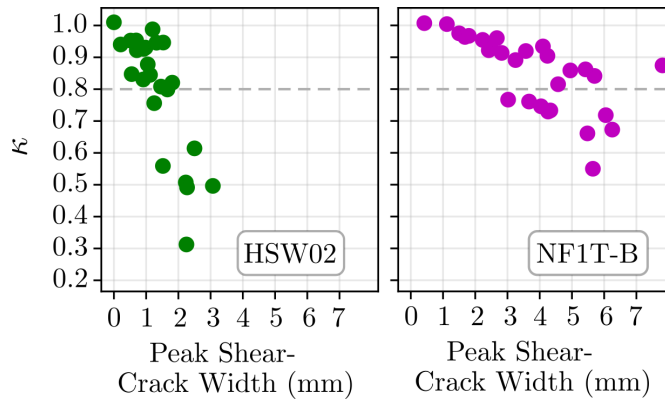 1.0
0.9
0.8
0.7
0.6
0.5
0.4
0.3
0.2
κ
HSW02
NF1T-B
0 1 2 3 4 5 6 7
0 1 2 3 4 5 6 7
Peak Shear-
Crack Width (mm)
Peak Shear-
Crack Width (mm)